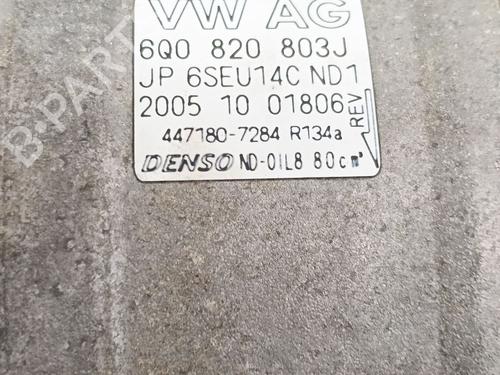 VW AG
6Q0 820 803J
JP 6SEU14C ND1
2005 10 01806
REV
447180-7284 R134a
DENSO ND-OIL8 80cm³
B-PARTS